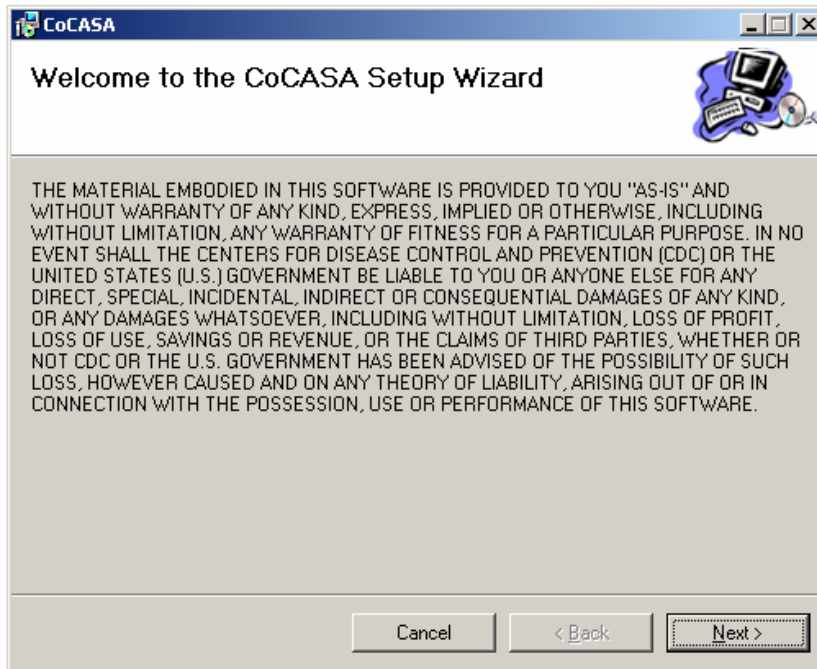 CoCASA
Welcome to the CoCASA Setup Wizard
THE MATERIAL EMBODIED IN THIS SOFTWARE IS PROVIDED TO YOU "AS-IS" AND
WITHOUT WARRANTY OF ANY KIND, EXPRESS, IMPLIED OR OTHERWISE, INCLUDING
WITHOUT LIMITATION, ANY WARRANTY OF FITNESS FOR A PARTICULAR PURPOSE. IN NO
EVENT SHALL THE CENTERS FOR DISEASE CONTROL AND PREVENTION (CDC) OR THE
UNITED STATES (U.S.) GOVERNMENT BE LIABLE TO YOU OR ANYONE ELSE FOR ANY
DIRECT, SPECIAL, INCIDENTAL, INDIRECT OR CONSEQUENTIAL DAMAGES OF ANY KIND,
OR ANY DAMAGES WHATSOEVER, INCLUDING WITHOUT LIMITATION, LOSS OF PROFIT,
LOSS OF USE, SAVINGS OR REVENUE, OR THE CLAIMS OF THIRD PARTIES, WHETHER OR
NOT CDC OR THE U.S. GOVERNMENT HAS BEEN ADVISED OF THE POSSIBILITY OF SUCH
LOSS, HOWEVER CAUSED AND ON ANY THEORY OF LIABILITY, ARISING OUT OF OR IN
CONNECTION WITH THE POSSESSION, USE OR PERFORMANCE OF THIS SOFTWARE.
Cancel < Back Next >